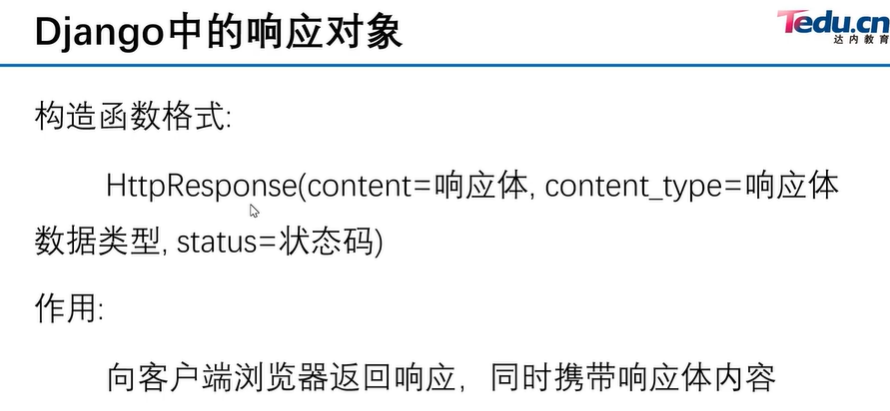 Django中的响应对象
Tedu.cn
达内教育
构造函数格式:
HttpResponse(content=响应体, content_type=响应体
数据类型, status=状态码)
作用:
向客户端浏览器返回响应，同时携带响应体内容